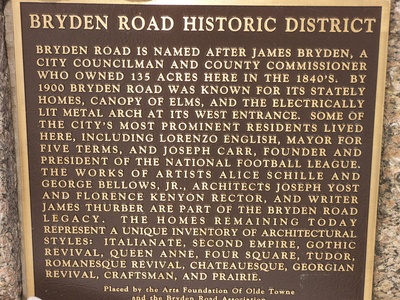 BRYDEN ROAD HISTORIC DISTRICT
BRYDEN ROAD IS NAMED AFTER JAMES BRYDEN, A
CITY COUNCILMAN AND COUNTY COMMISSIONER
WHO OWNED 135 ACRES HERE IN THE 1840'S. BY
1900 BRYDEN ROAD WAS KNOWN FOR ITS STATELY
HOMES, CANOPY OF ELMS, AND THE ELECTRICALLY
LIT METAL ARCH AT ITS WEST ENTRANCE. SOME OF
THE CITY'S MOST PROMINENT RESIDENTS LIVED
HERE, INCLUDING LORENZO ENGLISH, MAYOR FOR
FIVE TERMS, AND JOSEPH CARR, FOUNDER AND
PRESIDENT OF THE NATIONAL FOOTBALL LEAGUE.
THE WORKS OF ARTISTS ALICE SCHILLE AND
GEORGE BELLOWS, JR., ARCHITECTS JOSEPH YOST
AND FLORENCE KENYON RECTOR, AND WRITER
JAMES THURBER ARE PART OF THE BRYDEN ROAD
LEGACY. THE HOMES REMAINING TODAY
REPRESENT A UNIQUE INVENTORY OF ARCHITECTURAL
STYLES: ITALIANATE, SECOND EMPIRE, GOTHIC
REVIVAL, QUEEN ANNE, FOUR SQUARE, TUDOR,
ROMANESQUE REVIVAL, CHATEAUESQUE, GEORGIAN
REVIVAL, CRAFTSMAN, AND PRAIRIE.
Placed by the Arts Foundation Of Olde Towne
and the Bryden Road Association